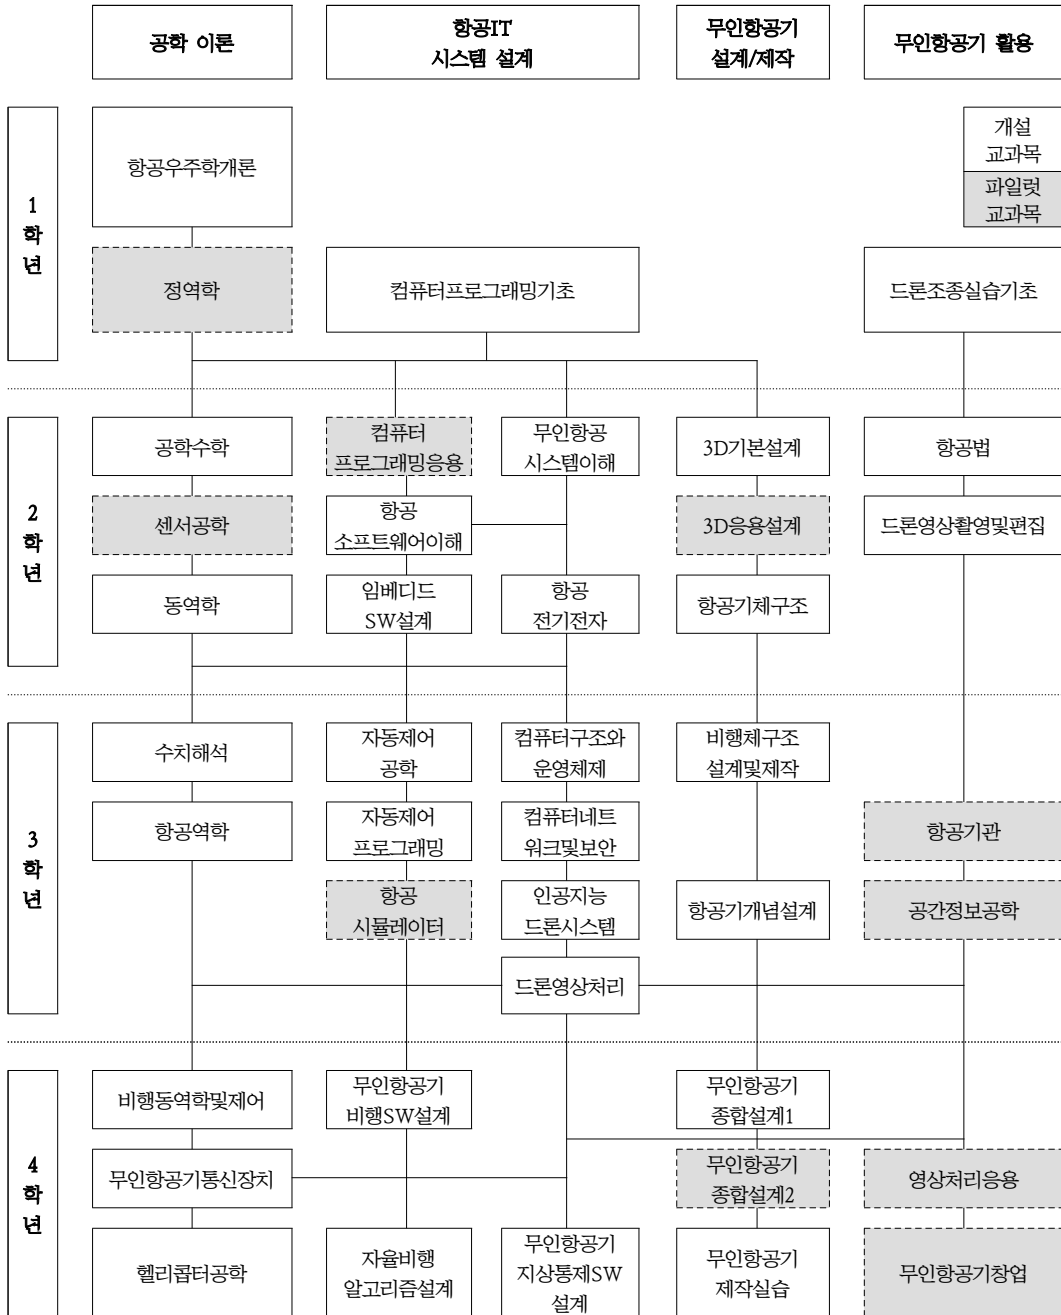 공학 이론
항공IT
시스템 설계
무인항공기
설계/제작
무인항공기 활용
1
학
년
항공우주학개론
개설
교과목
파일럿
교과목
정역학
컴퓨터프로그래밍기초
드론조종실습기초
2
학
년
공학수학
컴퓨터
프로그래밍응용
무인항공
시스템이해
3D기본설계
항공법
센서공학
항공
소프트웨어이해
3D응용설계
드론영상촬영및편집
동역학
임베디드
SW설계
항공
전기전자
항공기체구조
3
학
년
수치해석
자동제어
공학
컴퓨터구조와
운영체제
비행체구조
설계및제작
항공역학
자동제어
프로그래밍
컴퓨터네트
워크및보안
항공기관
항공
시뮬레이터
인공지능
드론시스템
항공기개념설계
공간정보공학
드론영상처리
4
학
년
비행동역학및제어
무인항공기
비행SW설계
무인항공기
종합설계1
무인항공기통신장치
무인항공기
종합설계2
영상처리응용
헬리콥터공학
자율비행
알고리즘설계
무인항공기
지상통제SW
설계
무인항공기
제작실습
무인항공기창업